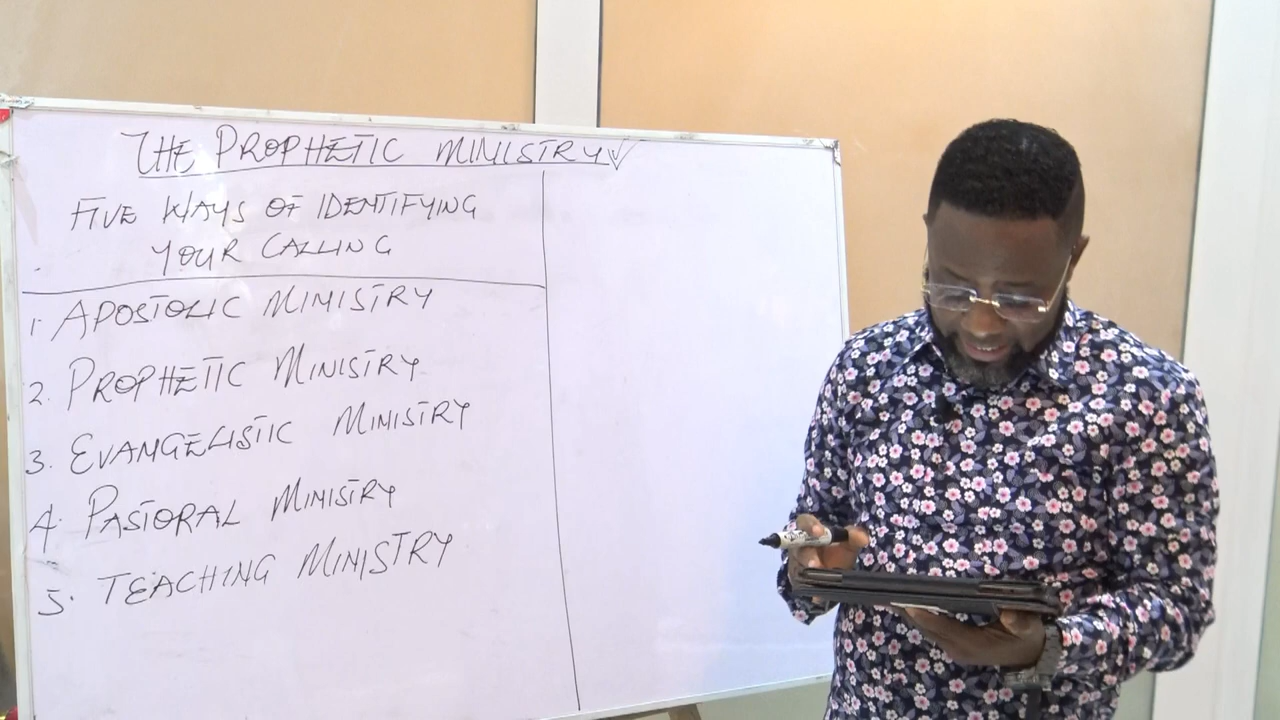 THE PROPHETIC MINISTRY
FIVE WAYS OF IDENTIFYING
YOUR CALLING
1. APOSTOLIC MINISTRY
2. PROPHETIC MINISTRY
3. EVANGELISTIC MINISTRY
4. PASTORAL MINISTRY
5. TEACHING MINISTRY